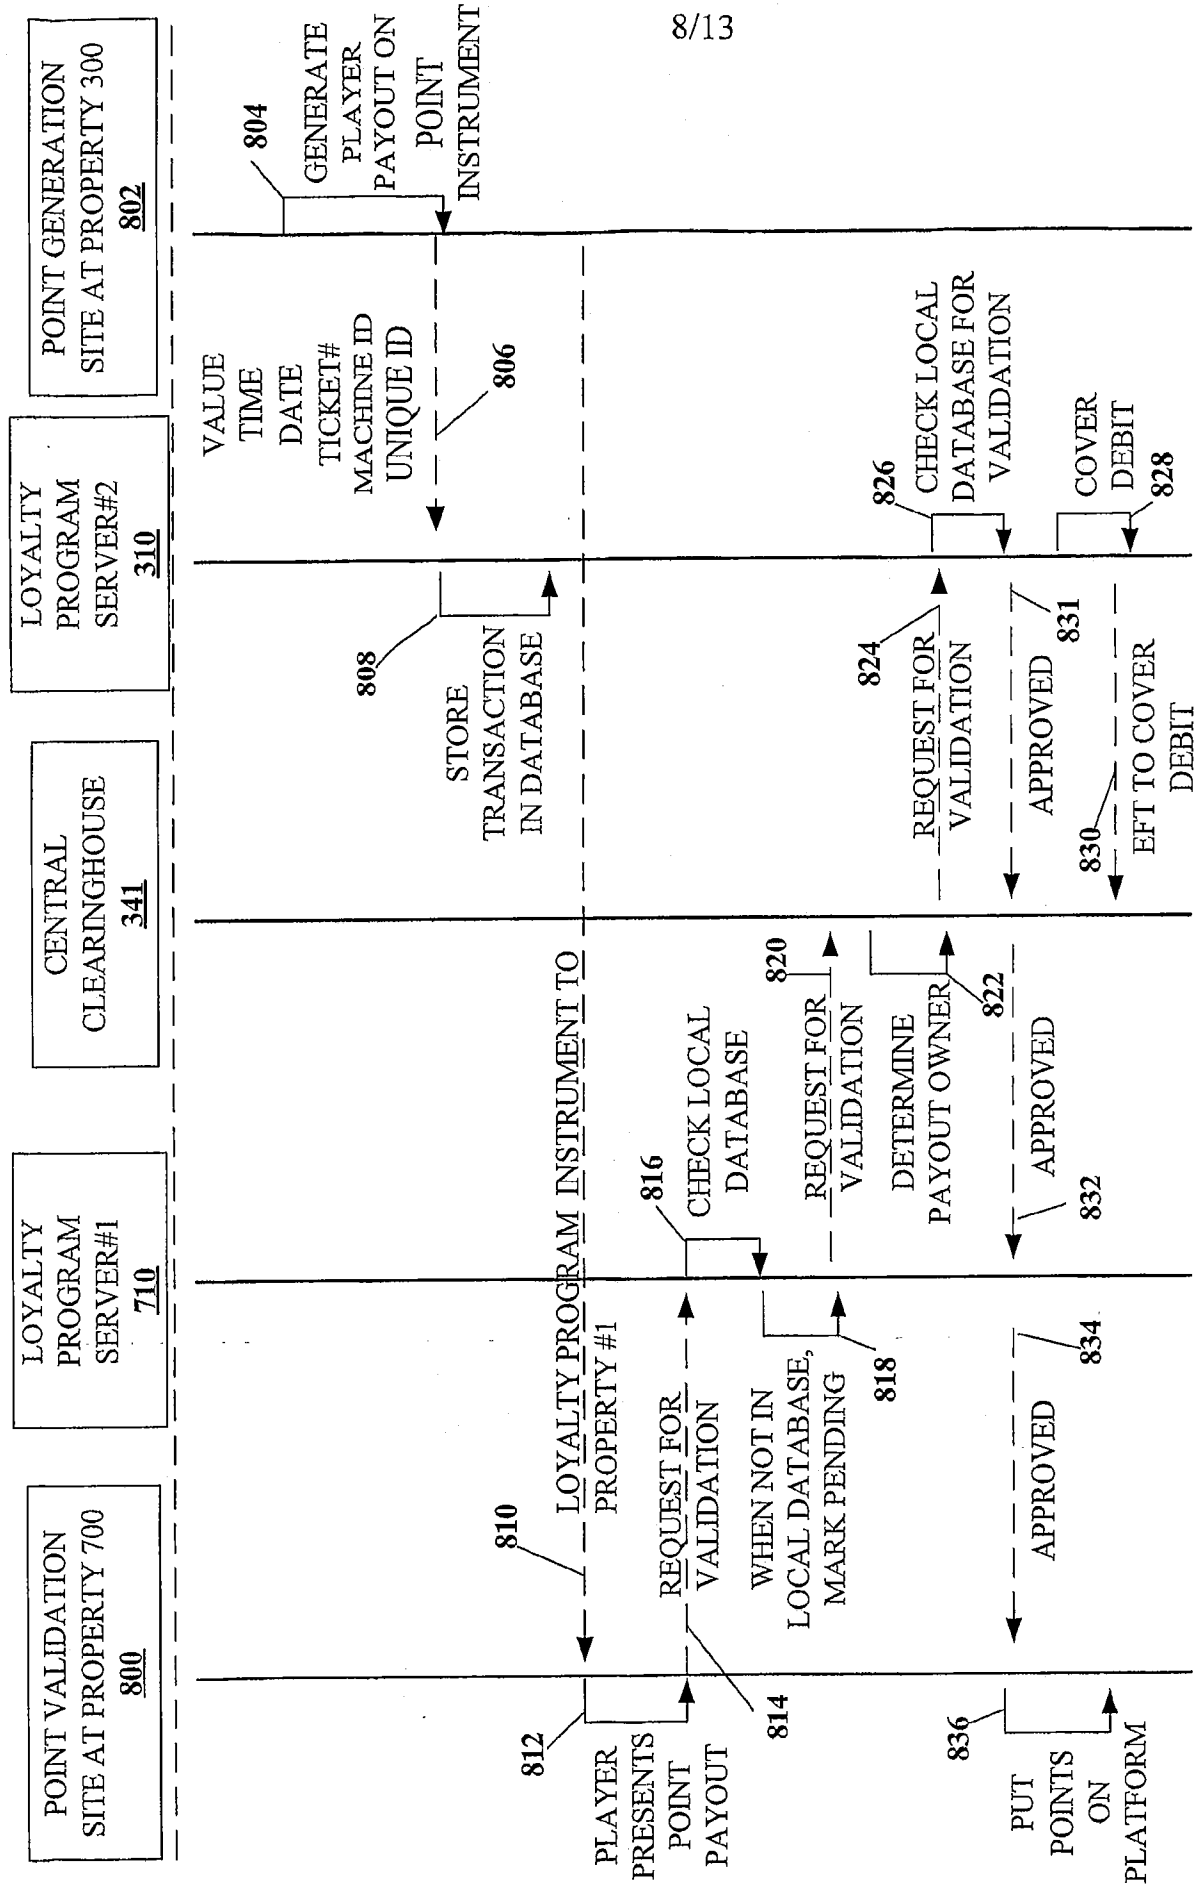 8/13
POINT VALIDATION
SITE AT PROPERTY 700
800
LOYALTY
PROGRAM
SERVER#1
710
CENTRAL
CLEARINGHOUSE
341
LOYALTY
PROGRAM
SERVER#2
310
POINT GENERATION
SITE AT PROPERTY 300
802
804
GENERATE
PLAYER
PAYOUT ON
POINT
INSTRUMENT
VALUE
TIME
DATE
TICKET#
MACHINE ID
UNIQUE ID
806
808
STORE
TRANSACTION
IN DATABASE
810
LOYALTY PROGRAM INSTRUMENT TO
PROPERTY #1
812
PLAYER
PRESENTS
POINT
PAYOUT
814
REQUEST FOR
VALIDATION
816
CHECK LOCAL
DATABASE
818
WHEN NOT IN
LOCAL DATABASE,
MARK PENDING
820
REQUEST FOR
VALIDATION
822
DETERMINE
PAYOUT OWNER
824
REQUEST FOR
VALIDATION
826
CHECK LOCAL
DATABASE FOR
VALIDATION
828
COVER
DEBIT
831
APPROVED
830
EFT TO COVER
DEBIT
832
APPROVED
834
APPROVED
836
PUT
POINTS
ON
PLATFORM